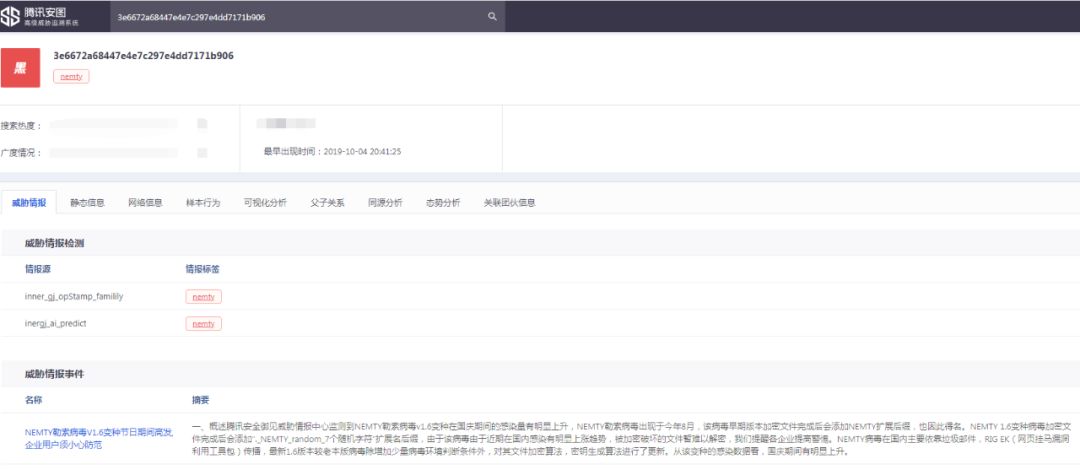 腾讯安图
高级威胁追溯系统
3e6672a68447e4e7c297e4dd7171b906
黑
3e6672a68447e4e7c297e4dd7171b906
nemty
搜索热度：
广度情况：
最早出现时间：2019-10-04 20:41:25
威胁情报 静态信息 网络信息 样本行为 可视化分析 父子关系 同源分析 态势分析 关联团伙信息
威胁情报检测
情报源 情报标签
inner_gj_opStamp_familily nemty
inergj_ai_predict nemty
威胁情报事件
名称 摘要
NEMTY勒索病毒V1.6变种节日期间高发,
企业用户须小心防范
一、概述腾讯安全御见威胁情报中心监测到NEMTY勒索病毒v1.6变种在国庆期间的感染量有明显上升，NEMTY勒索病毒出现于今年8月，该病毒早期版本加密文件完成后会添加NEMTY扩展后缀，也因此得名。NEMTY 1.6变种病毒加密文
件完成后会添加"._NEMTY_random_7个随机字符"扩展名后缀，由于该病毒由于近期在国内感染有明显上涨趋势，被加密破坏的文件暂难以解密，我们提醒各企业提高警惕。NEMTY病毒在国内主要依靠垃圾邮件，RIG EK（网页挂马漏洞
利用工具包）传播，最新1.6版本较老本版病毒除增加少量病毒环境判断条件外，对其文件加密算法，密钥生成算法进行了更新。从该变种的感染数据看，国庆期间有明显上升。